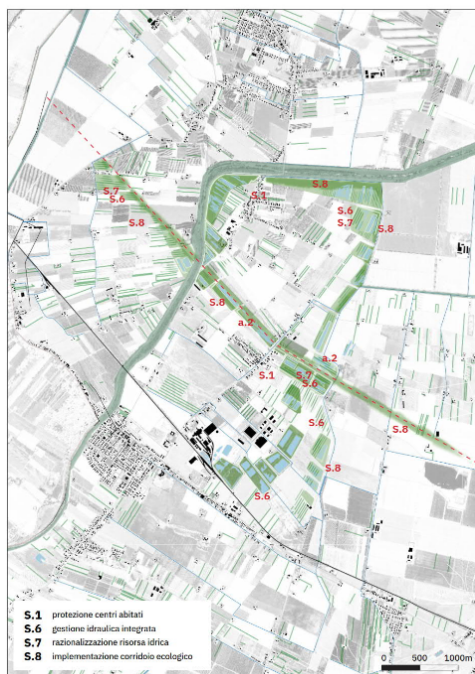 S.8
S.1
S.7
S.6
S.6
S.7
S.8
S.8
S.8
a.2
a.2
S.1
S.7
S.6
S.6
S.8
S.8
S.6
S.1 protezione centri abitati
S.6 gestione idraulica integrata
S.7 razionalizzazione risorsa idrica
S.8 implementazione corridoio ecologico
0 500 1000m